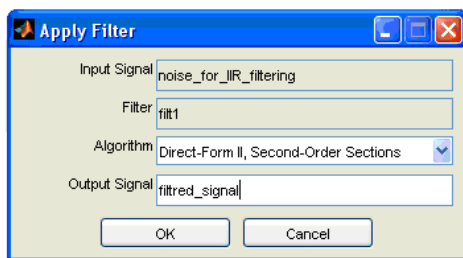 Apply Filter
Input Signal noise_for_IIR_filtering
Filter filt1
Algorithm Direct-Form II, Second-Order Sections
Output Signal filtred_signal
OK Cancel